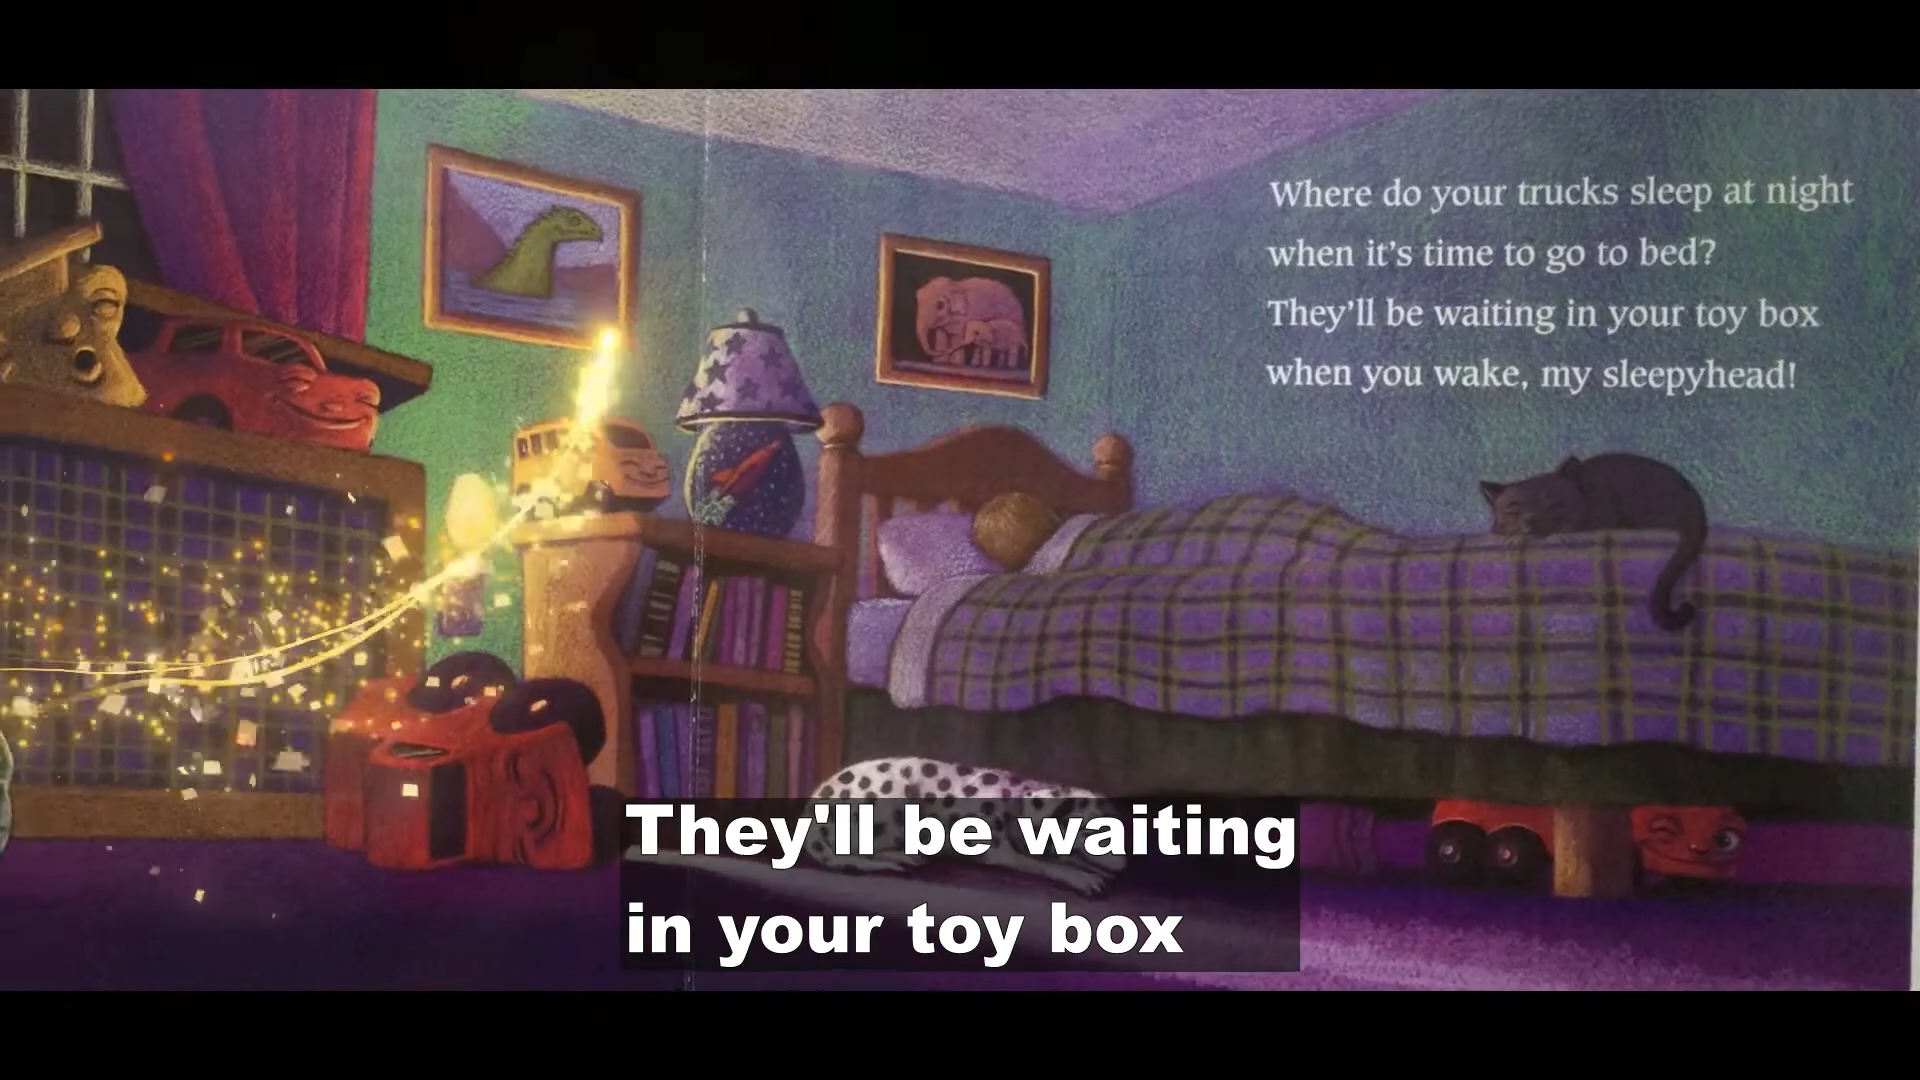 Where do your trucks sleep at night
when it's time to go to bed?
They'll be waiting in your toy box
when you wake, my sleepyhead!
They'll be waiting
in your toy box